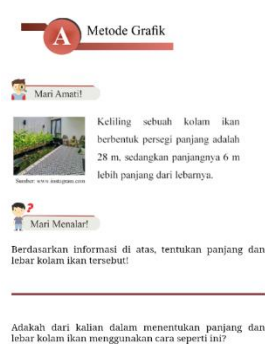 A
Metode Grafik
Mari Amati!
Keliling sebuah kolam ikan
berbentuk persegi panjang adalah
28 m, sedangkan panjangnya 6 m
lebih panjang dari lebarnya.
Sumber: www.instagram.com
Mari Menalar!
Berdasarkan informasi di atas, tentukan panjang dan
lebar kolam ikan tersebut!
Adakah dari kalian dalam menentukan panjang dan
lebar kolam ikan menggunakan cara seperti ini?